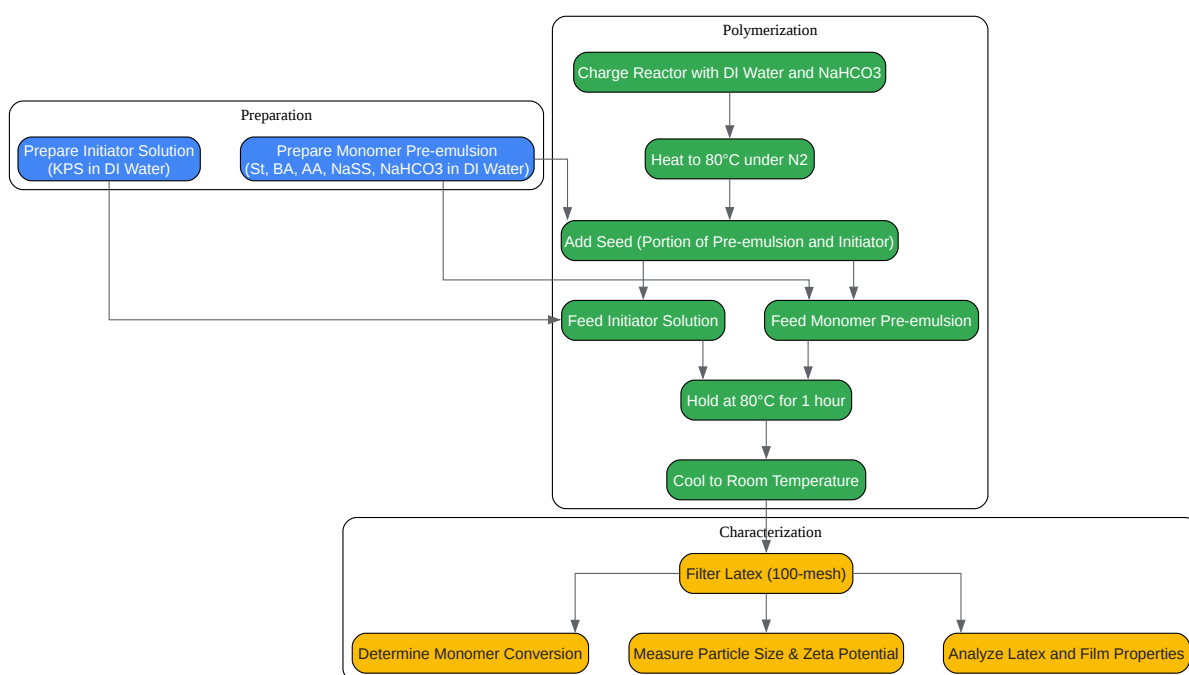 Polymerization
Charge Reactor with DI Water and NaHCO3
Preparation
Prepare Initiator Solution
(KPS in DI Water)
Prepare Monomer Pre-emulsion
(St, BA, AA, NaSS, NaHCO3 in DI Water)
Heat to 80°C under N2
Add Seed (Portion of Pre-emulsion and Initiator)
Feed Initiator Solution
Feed Monomer Pre-emulsion
Hold at 80°C for 1 hour
Cool to Room Temperature
Characterization
Filter Latex (100-mesh)
Determine Monomer Conversion
Measure Particle Size & Zeta Potential
Analyze Latex and Film Properties